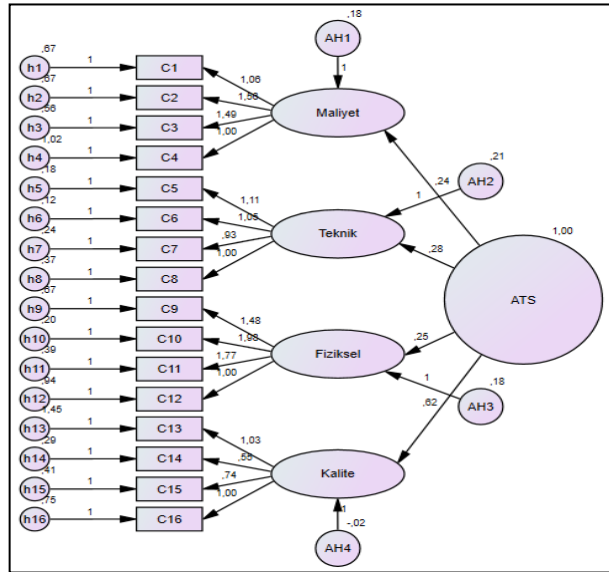 ,67
h1 1 C1
,67
h2 1 C2
,56
h3 1 C3
1,02
h4 1 C4
,18
h5 1 C5
,12
h6 1 C6
,24
h7 1 C7
,37
h8 1 C8
,67
h9 1 C9
,20
h10 1 C10
,39
h11 1 C11
,94
h12 1 C12
1,45
h13 1 C13
,29
h14 1 C14
,41
h15 1 C15
,75
h16 1 C16
1,06
1,56
1,49
1,00
Maliyet
,18
AH1
1
1,11
1,05
,93
1,00
Teknik
,21
AH2
1
1,48
1,98
1,77
1,00
Fiziksel
,18
AH3
1
1,03
,55
,74
1,00
Kalite
1
-,02
AH4
,24
,28
,25
,62
1,00
ATS